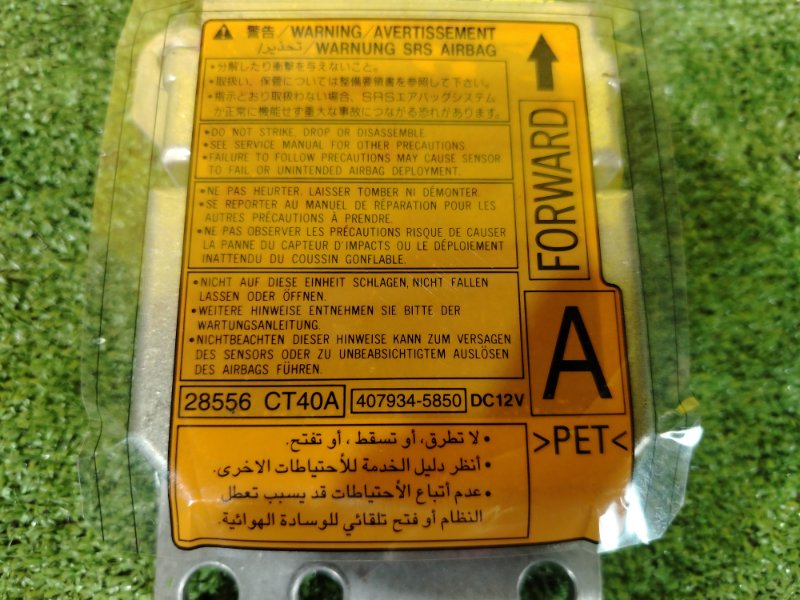 警告/WARNING/AVERTISSEMENT
تحذير/WARNUNG SRS AIRBAG
•分解したり衝撃を与えないこと。
•取扱い、保管については整備要領書を参照して下さい。
•指示どおり取扱わない場合、SRSエアバッグシステム
が正常に機能せず重大な事故につながる恐れがあります。
•DO NOT STRIKE, DROP OR DISASSEMBLE.
•SEE SERVICE MANUAL FOR OTHER PRECAUTIONS.
•FAILURE TO FOLLOW PRECAUTIONS MAY CAUSE SENSOR
TO FAIL OR UNINTENDED AIRBAG DEPLOYMENT.
•NE PAS HEURTER, LAISSER TOMBER NI DÉMONTER.
•SE REPORTER AU MANUEL DE RÉPARATION POUR LES
AUTRES PRÉCAUTIONS À PRENDRE.
•NE PAS OBSERVER LES PRÉCAUTIONS RISQUE DE CAUSER
LA PANNE DU CAPTEUR D'IMPACTS OU LE DÉPLOIEMENT
INATTENDU DU COUSSIN GONFLABLE.
•NICHT AUF DIESE EINHEIT SCHLAGEN, NICHT FALLEN
LASSEN ODER ÖFFNEN.
•WEITERE HINWEISE ENTNEHMEN SIE BITTE DER
WARTUNGSANLEITUNG.
•NICHTBEACHTEN DIESER HINWEISE KANN ZUM VERSAGEN
DES SENSORS ODER ZU UNBEABSICHTIGTEM AUSLÖSEN
DES AIRBAGS FÜHREN.
FORWARD
A
28556 CT40A 407934-5850 DC12V
>PET<
• لا تطرق، أو تسقط ، أو تفتح.
• أنظر دليل الخدمة للأحتياطات الاخرى.
• عدم أتباع الأحتياطات قد يسبب تعطل
النظام أو فتح تلقائي للوسادة الهوائية.